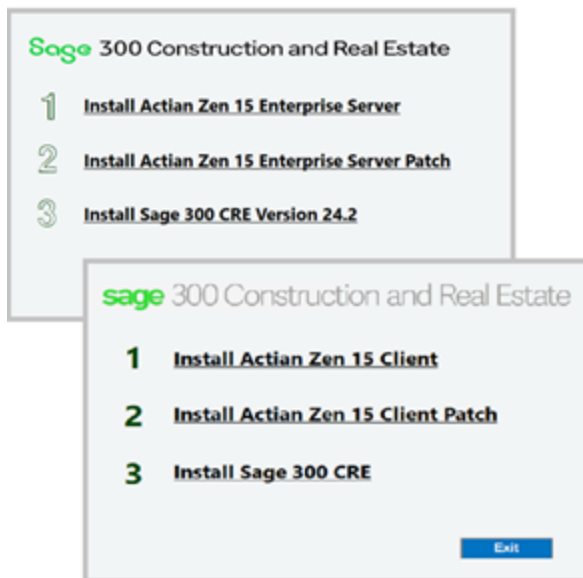 Sage 300 Construction and Real Estate
1 Install Actian Zen 15 Enterprise Server
2 Install Actian Zen 15 Enterprise Server Patch
3 Install Sage 300 CRE Version 24.2
sage 300 Construction and Real Estate
1 Install Actian Zen 15 Client
2 Install Actian Zen 15 Client Patch
3 Install Sage 300 CRE
Exit